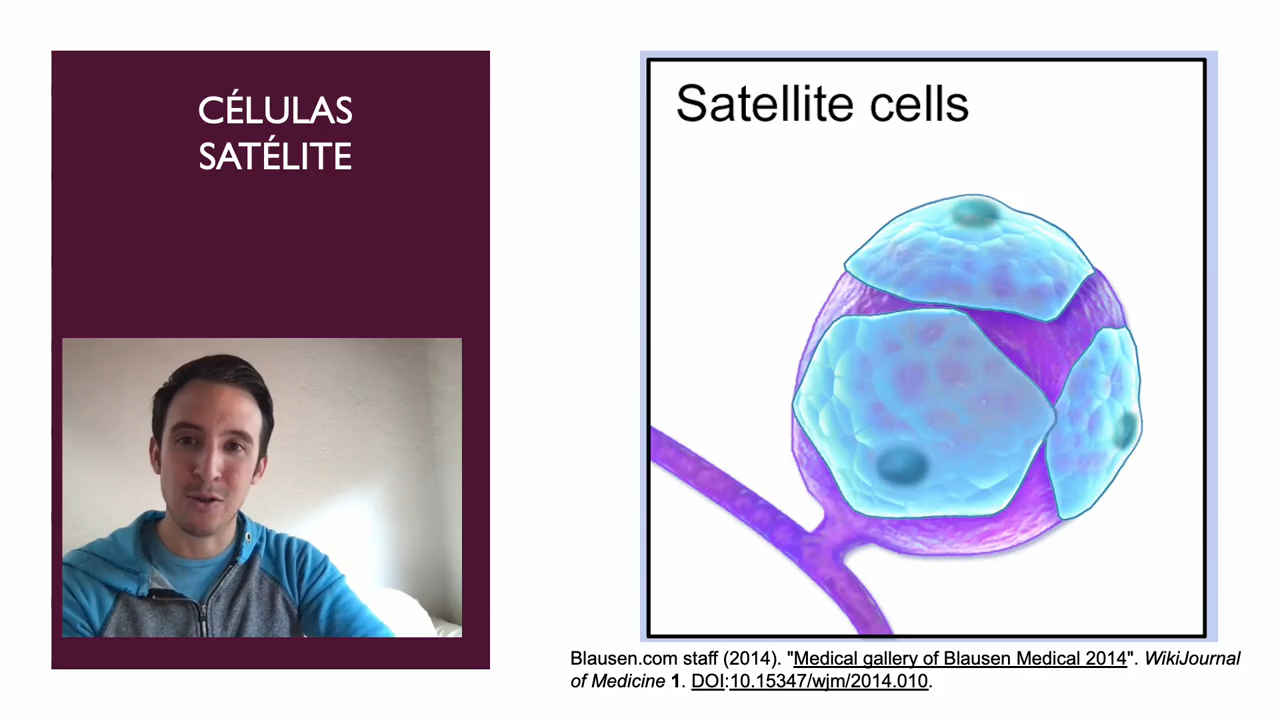 CÉLULAS
SATÉLITE
Satellite cells
Blausen.com staff (2014). "Medical gallery of Blausen Medical 2014". WikiJournal
of Medicine 1. DOI:10.15347/wjm/2014.010.